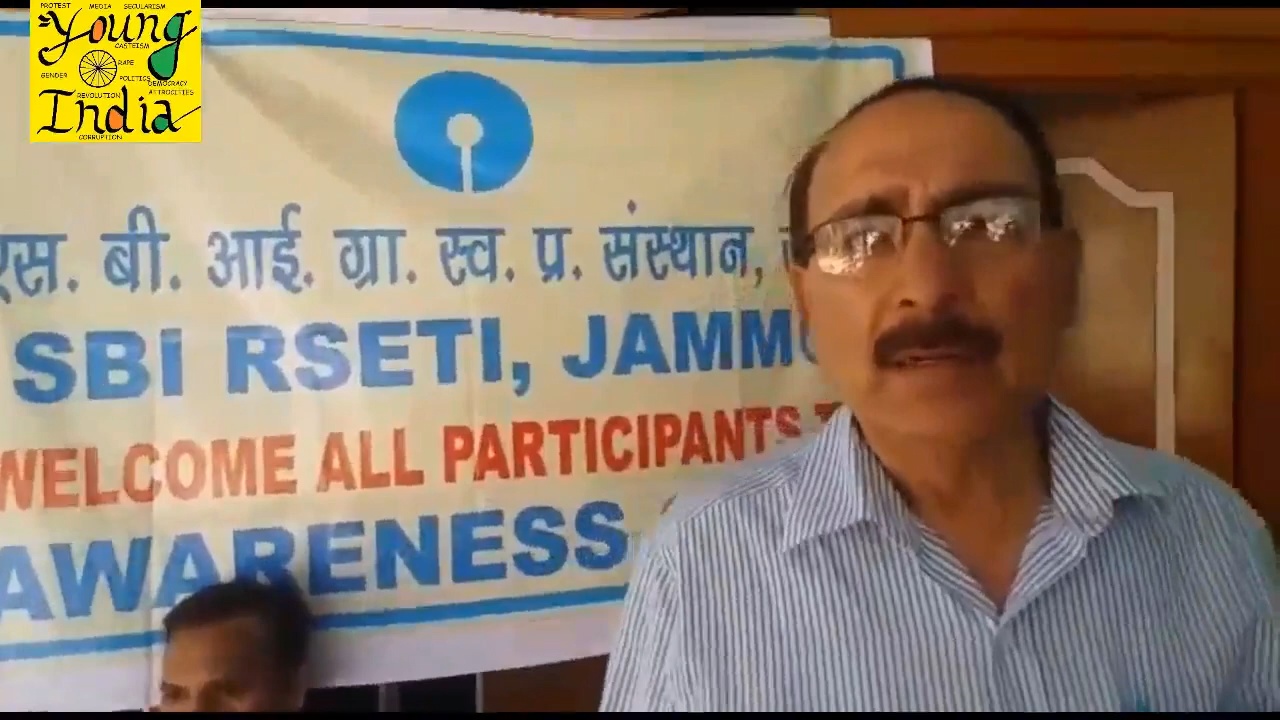 PROTEST MEDIA SECULARISM
Young
CASTEISM
RAPE
GENDER
POLITICS
DEMOCRACY
REVOLUTION
ATTROCITIES
India
CORRUPTION
एस. बी. आई. ग्रा. स्व. प्र. संस्थान,
SBI RSETI, JAMMU
WELCOME ALL PARTICIPANTS
AWARENESS